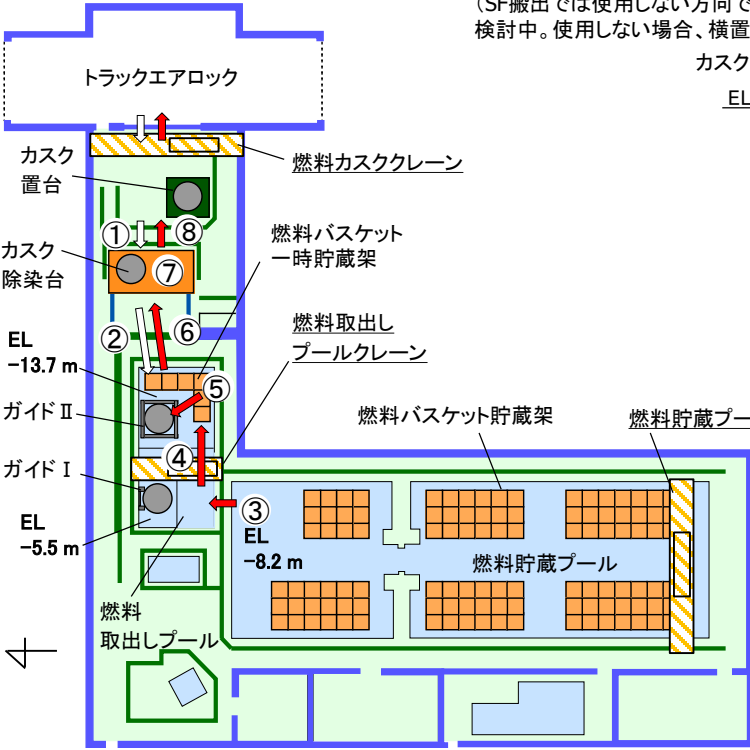 （SF搬出では使用しない方向で
検討中。使用しない場合、横置
カスク
EL
トラックエアロック
カスク
置台
燃料カスククレーン
①
⑧
燃料バスケット
一時貯蔵架
カスク
除染台
⑦
②
⑥
燃料取出し
プールクレーン
EL
-13.7 m
⑤
ガイドⅡ
燃料バスケット貯蔵架
燃料貯蔵プー
④
ガイドⅠ
③
EL
-5.5 m
EL
-8.2 m
燃料貯蔵プール
燃料
取出しプール